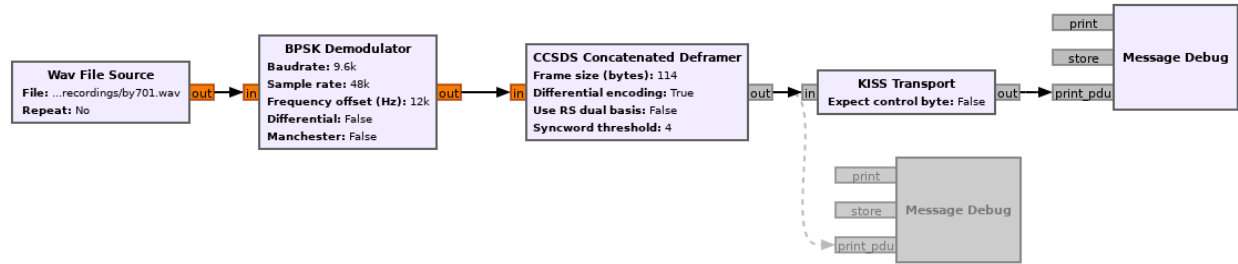 Wav File Source
File: ...recordings/by701.wav
Repeat: No
out
in
BPSK Demodulator
Baudrate: 9.6k
Sample rate: 48k
Frequency offset (Hz): 12k
Differential: False
Manchester: False
out
in
CCSDS Concatenated Deframer
Frame size (bytes): 114
Differential encoding: True
Use RS dual basis: False
Syncword threshold: 4
out
in
KISS Transport
Expect control byte: False
out
print
store
print_pdu
Message Debug
print
store
print_pdu
Message Debug